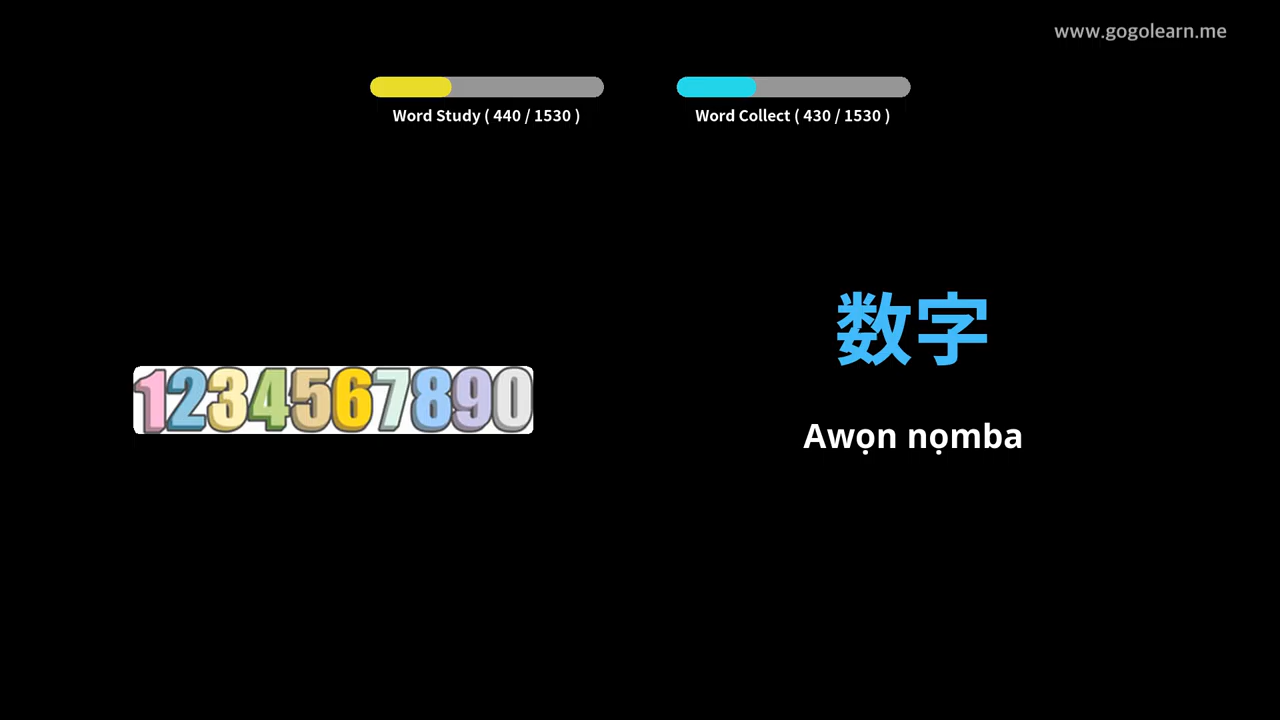 www.gogolearn.me
Word Study ( 440 / 1530 )
Word Collect ( 430 / 1530 )
数字
1234567890
Awọn nọmba